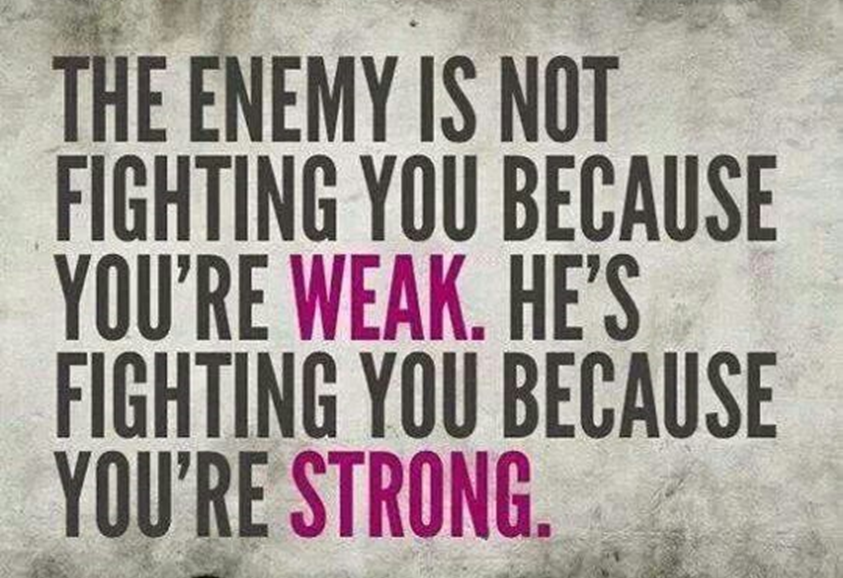 THE ENEMY IS NOT
FIGHTING YOU BECAUSE
YOU'RE WEAK. HE'S
FIGHTING YOU BECAUSE
YOU'RE STRONG.